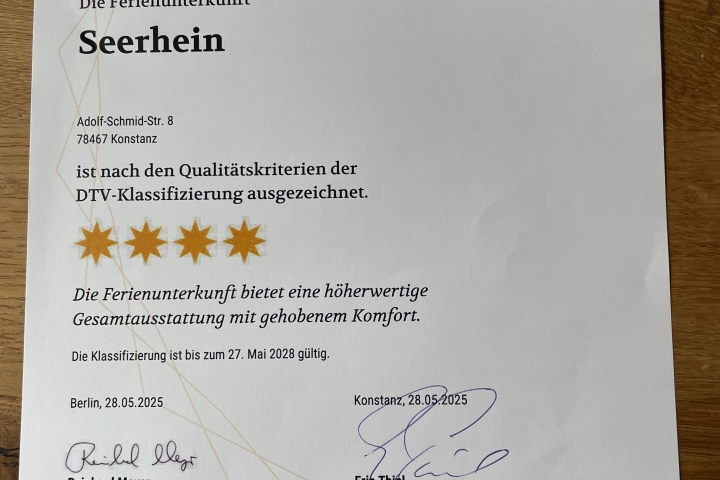 Die Ferienunterkunft
Seerhein
Adolf-Schmid-Str. 8
78467 Konstanz
ist nach den Qualitätskriterien der
DTV-Klassifizierung ausgezeichnet.
Die Ferienunterkunft bietet eine höherwertige
Gesamtausstattung mit gehobenem Komfort.
Die Klassifizierung ist bis zum 27. Mai 2028 gültig.
Berlin, 28.05.2025
Konstanz, 28.05.2025
Reinhard Meyer